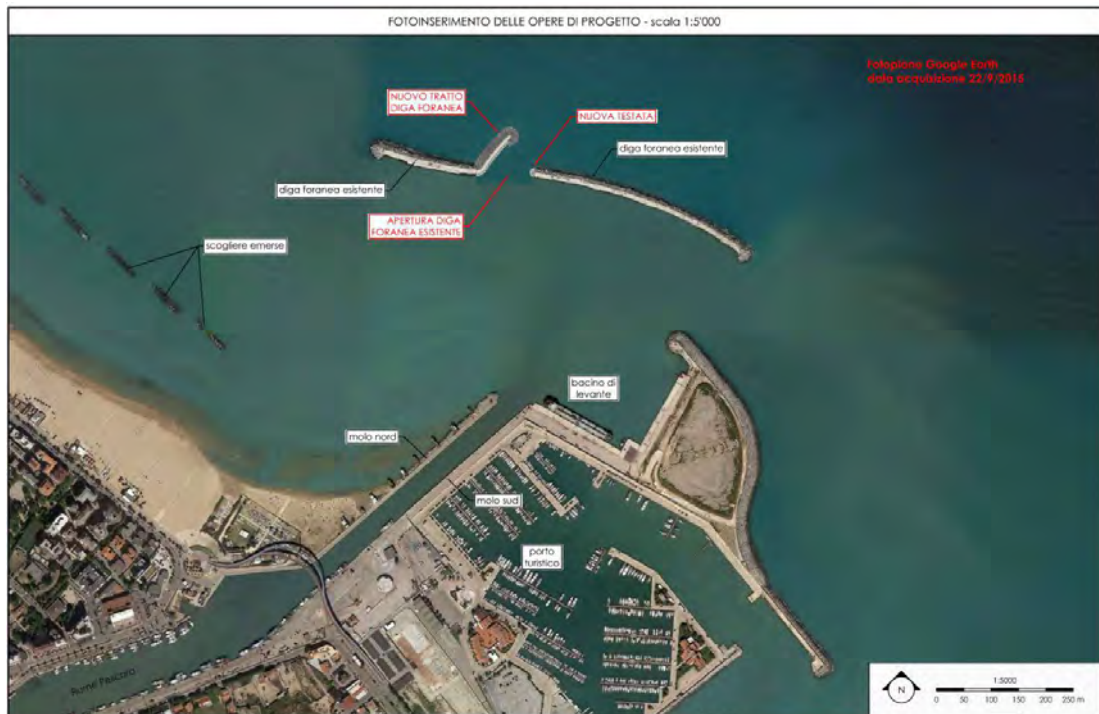 FOTOINSERIMENTO DELLE OPERE DI PROGETTO - scala 1:5'000
Fotopiano Google Earth
data acquisizione 22/9/2015
NUOVO TRATTO
DIGA FORANEA
NUOVA TESTATA
diga foranea esistente
diga foranea esistente
APERTURA DIGA
FORANEA ESISTENTE
scogliere emerse
bacino di
levante
molo nord
molo sud
porto
turistico
Fiume Pescara
N
1:5000
0 50 100 150 200 250 m